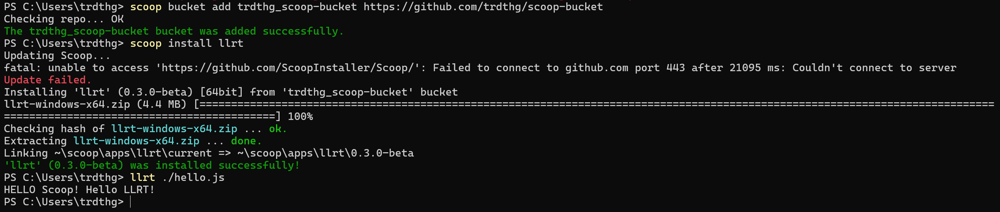 PS C:\Users\trdthg> scoop bucket add trdthg_scoop-bucket https://github.com/trdthg/scoop-bucket
Checking repo... OK
The trdthg_scoop-bucket bucket was added successfully.
PS C:\Users\trdthg> scoop install llrt
Updating Scoop...
fatal: unable to access 'https://github.com/ScoopInstaller/Scoop/': Failed to connect to github.com port 443 after 21095 ms: Couldn't connect to server
Update failed.
Installing 'llrt' (0.3.0-beta) [64bit] from 'trdthg_scoop-bucket' bucket
llrt-windows-x64.zip (4.4 MB) [==============================================================================================================================
===========================================] 100%
Checking hash of llrt-windows-x64.zip ... ok.
Extracting llrt-windows-x64.zip ... done.
Linking ~\scoop\apps\llrt\current => ~\scoop\apps\llrt\0.3.0-beta
'llrt' (0.3.0-beta) was installed successfully!
PS C:\Users\trdthg> llrt ./hello.js
HELLO Scoop! Hello LLRT!
PS C:\Users\trdthg>